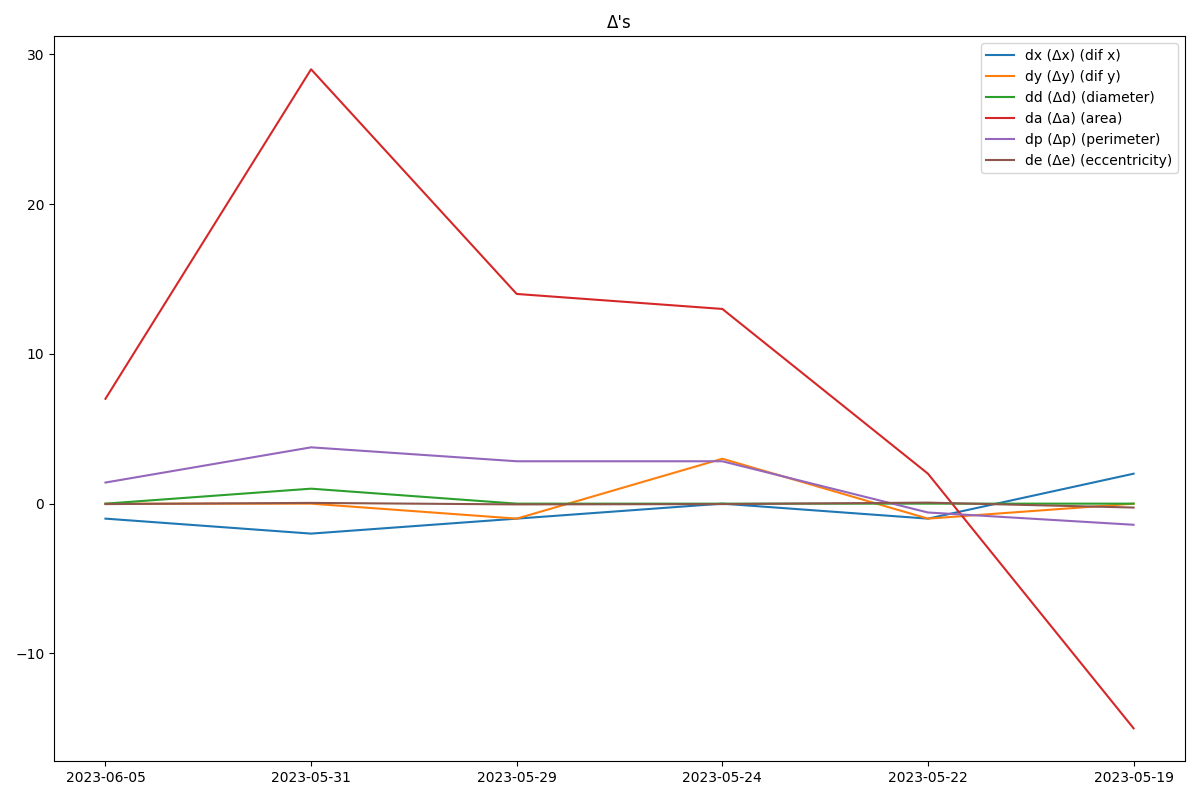 Δ's
dx (Δx) (dif x)
dy (Δy) (dif y)
dd (Δd) (diameter)
da (Δa) (area)
dp (Δp) (perimeter)
de (Δe) (eccentricity)
30
20
10
0
−10
2023-06-05 2023-05-31 2023-05-29 2023-05-24 2023-05-22 2023-05-19